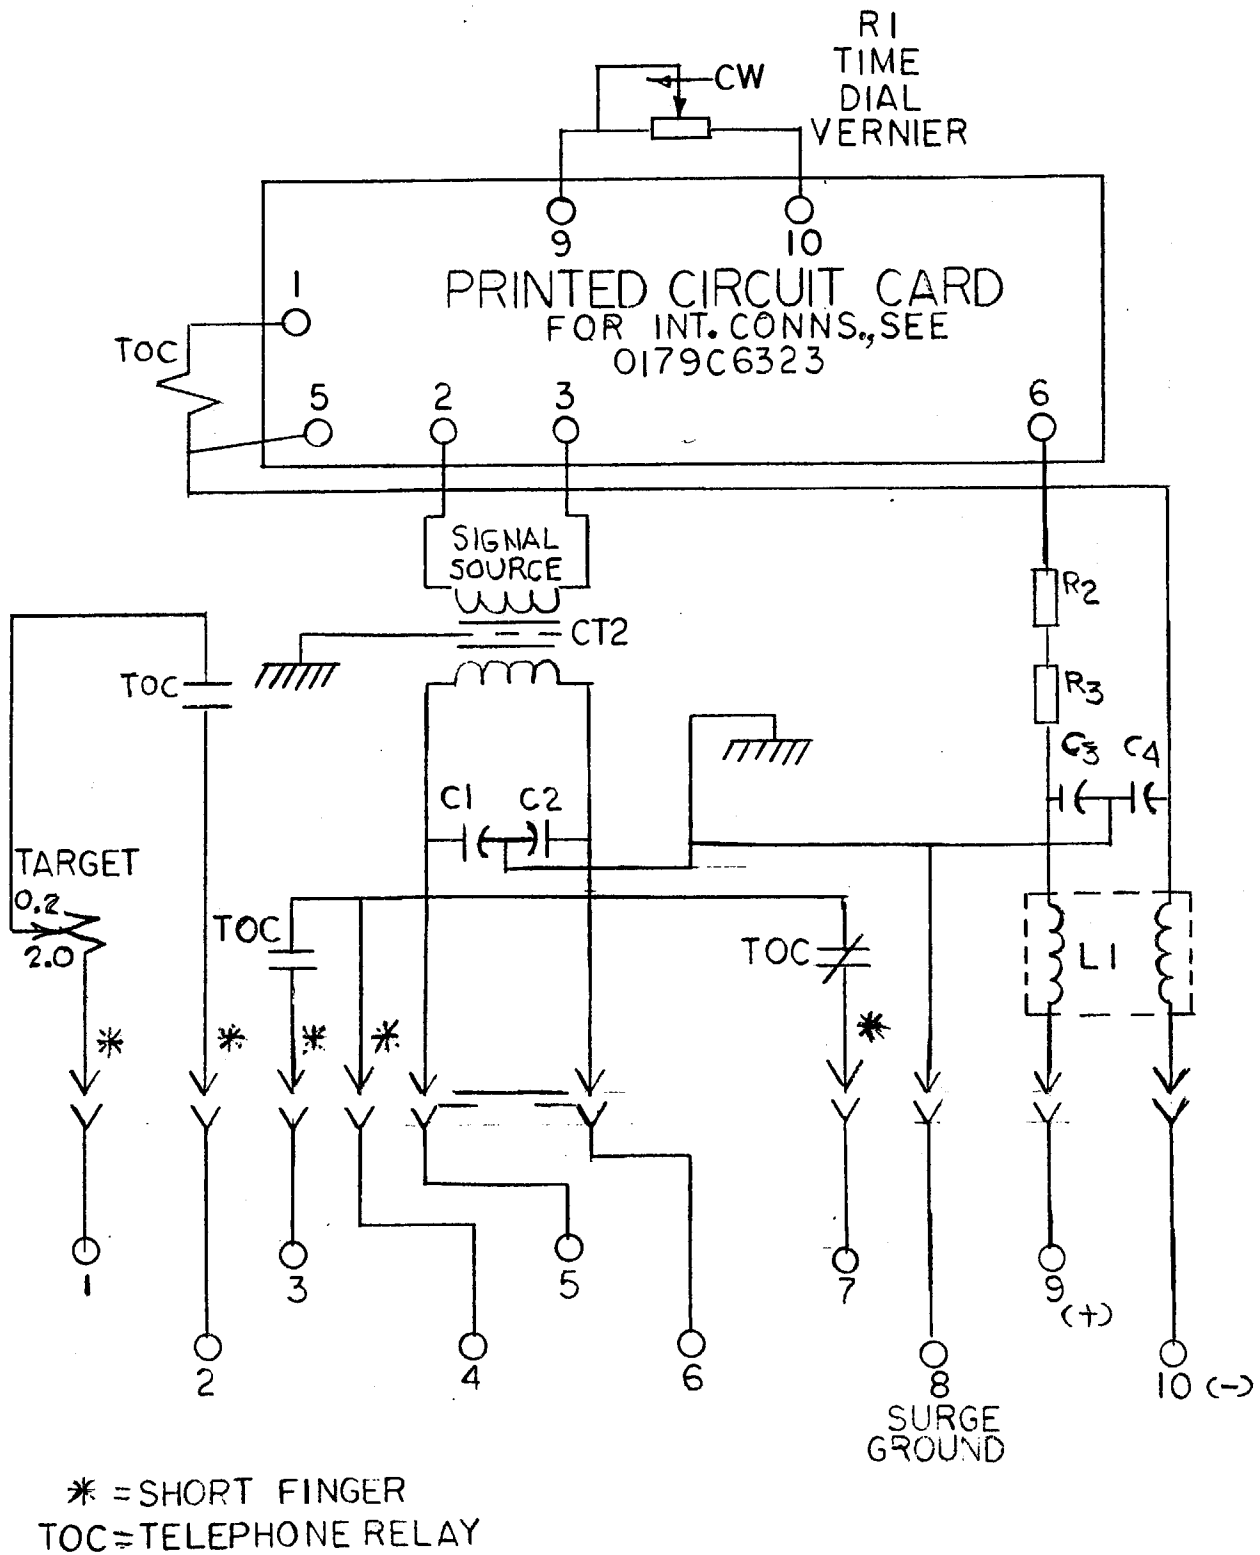 R1
TIME
DIAL
VERNIER
CW
9
10
PRINTED CIRCUIT CARD
FOR INT. CONNS., SEE
0179C6323
1
TOC
5
2
3
6
SIGNAL
SOURCE
CT2
R2
R3
TOC
C3
C4
C1
C2
TARGET
0.2
2.0
TOC
TOC
L1
*
*
*
*
*
1
2
3
4
5
6
7
8
SURGE
GROUND
9
(+)
10 (-)
* = SHORT FINGER
TOC = TELEPHONE RELAY